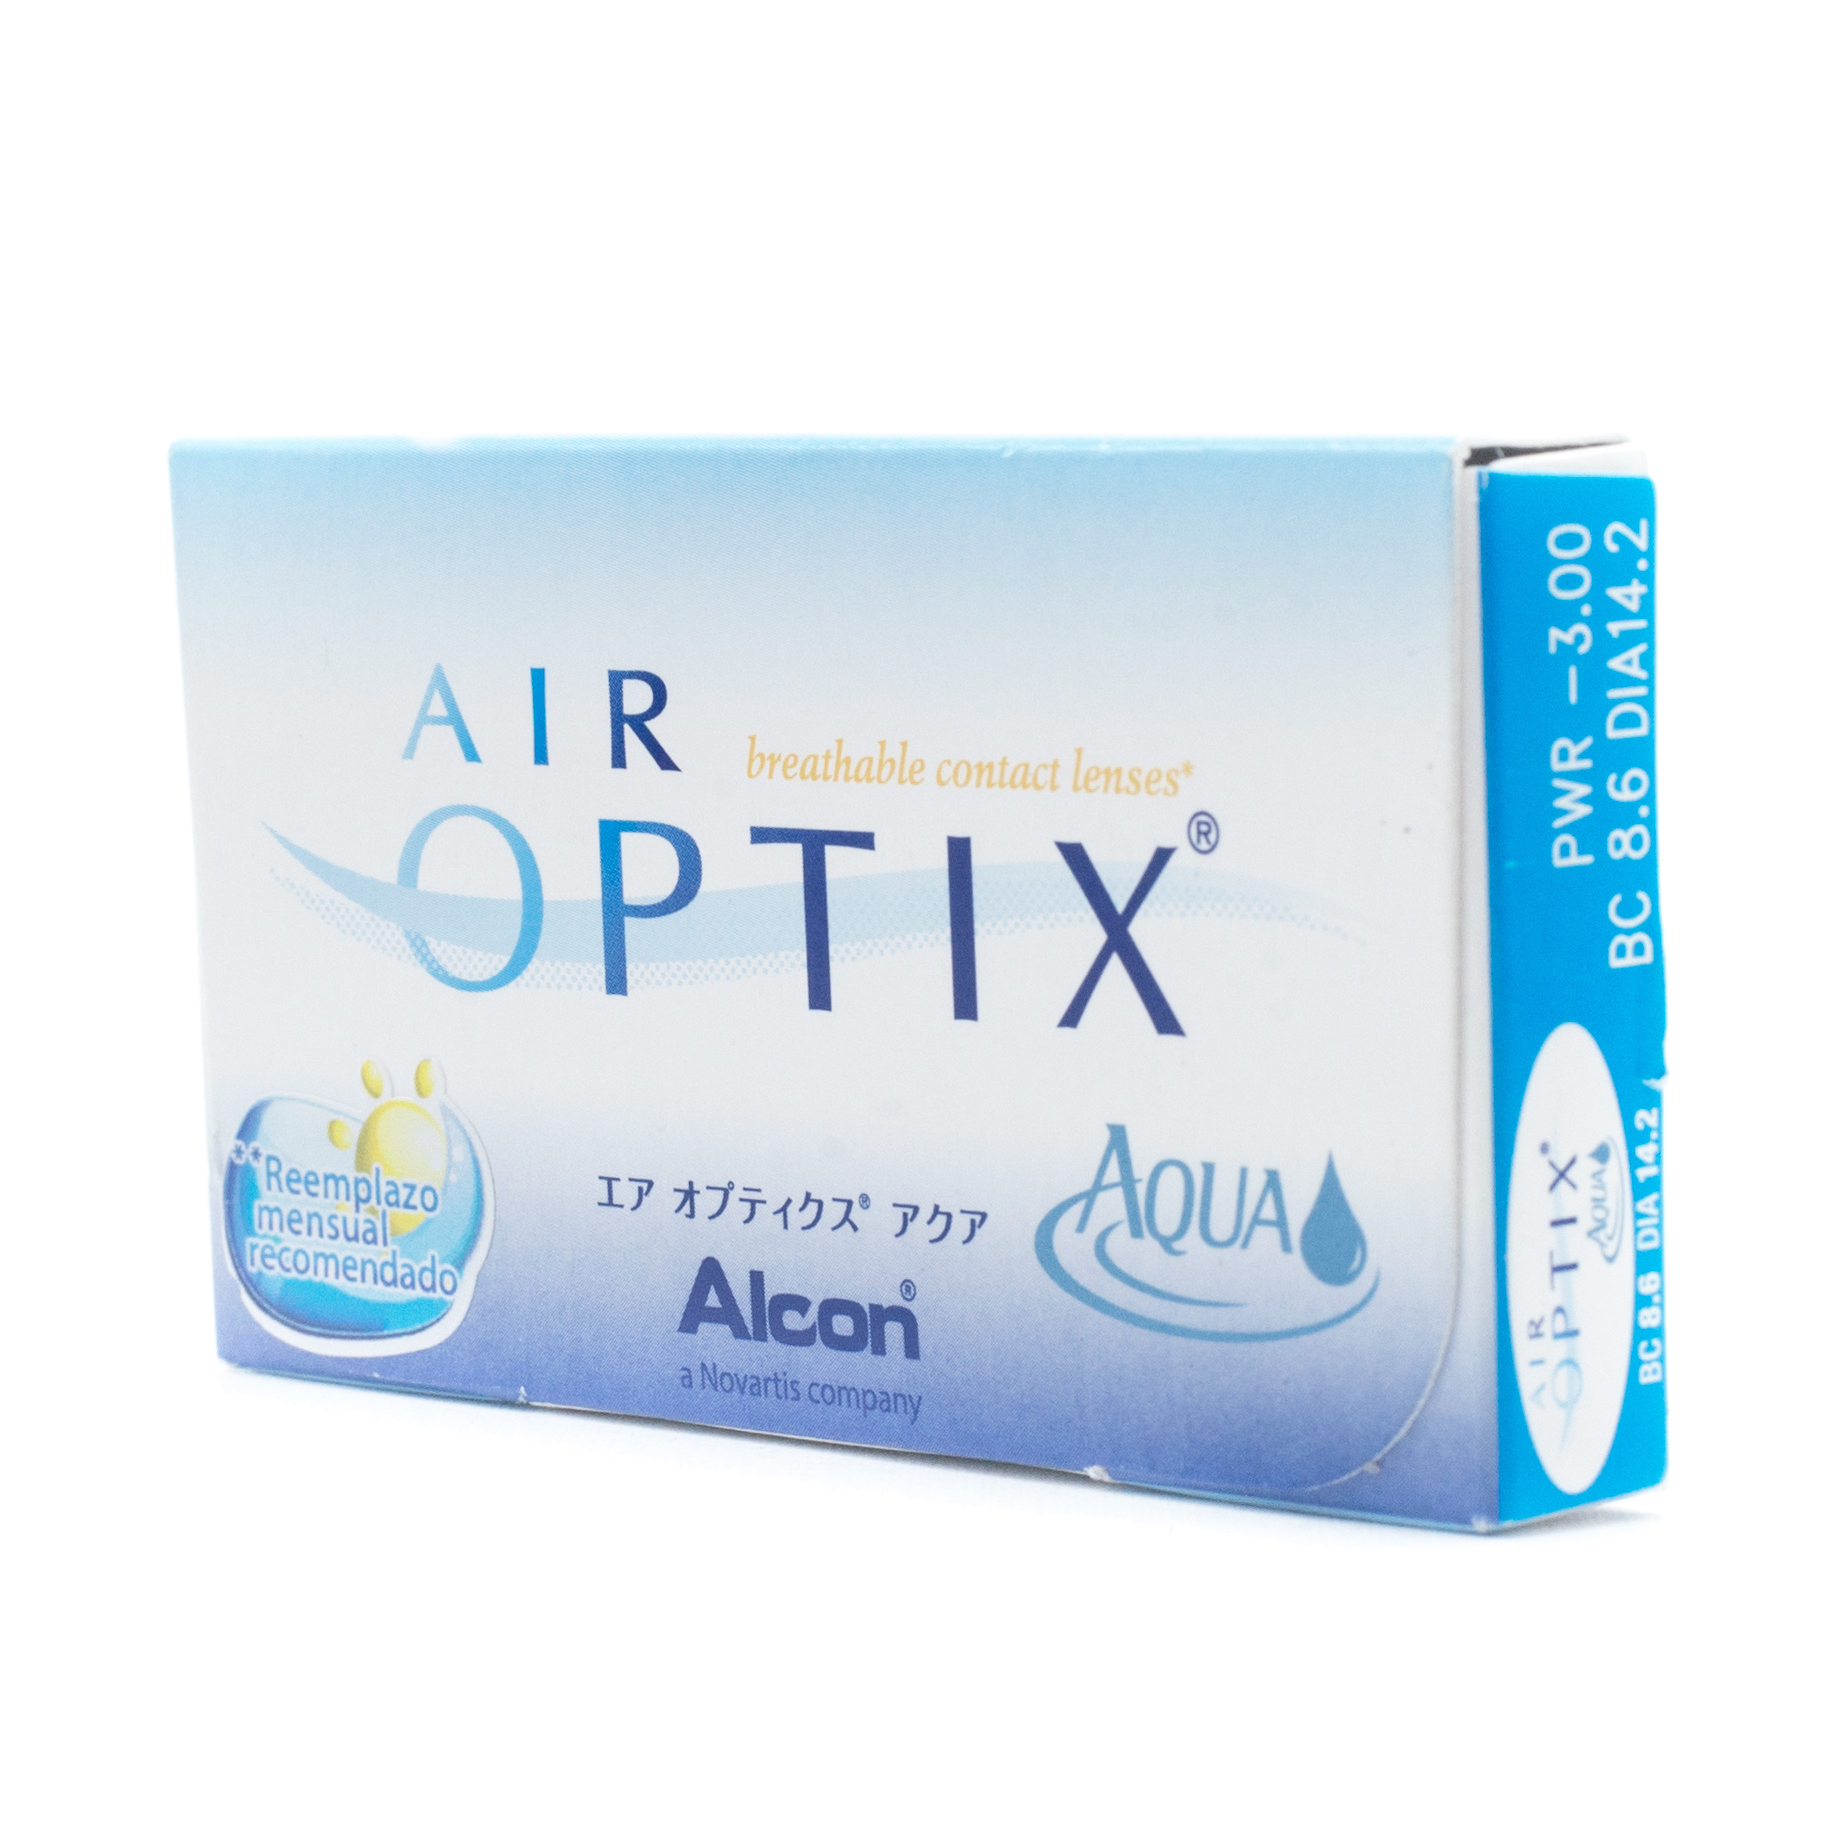 AIR
breathable contact lenses*
OPTIX®
**Reemplazo
mensual
recomendado
エア オプティクス® アクア
AQUA
Alcon®
a Novartis company
PWR -3.00
BC 8.6 DIA14.2
AIR
OPTIX®
AQUA
BC 8.6 DIA 14.2